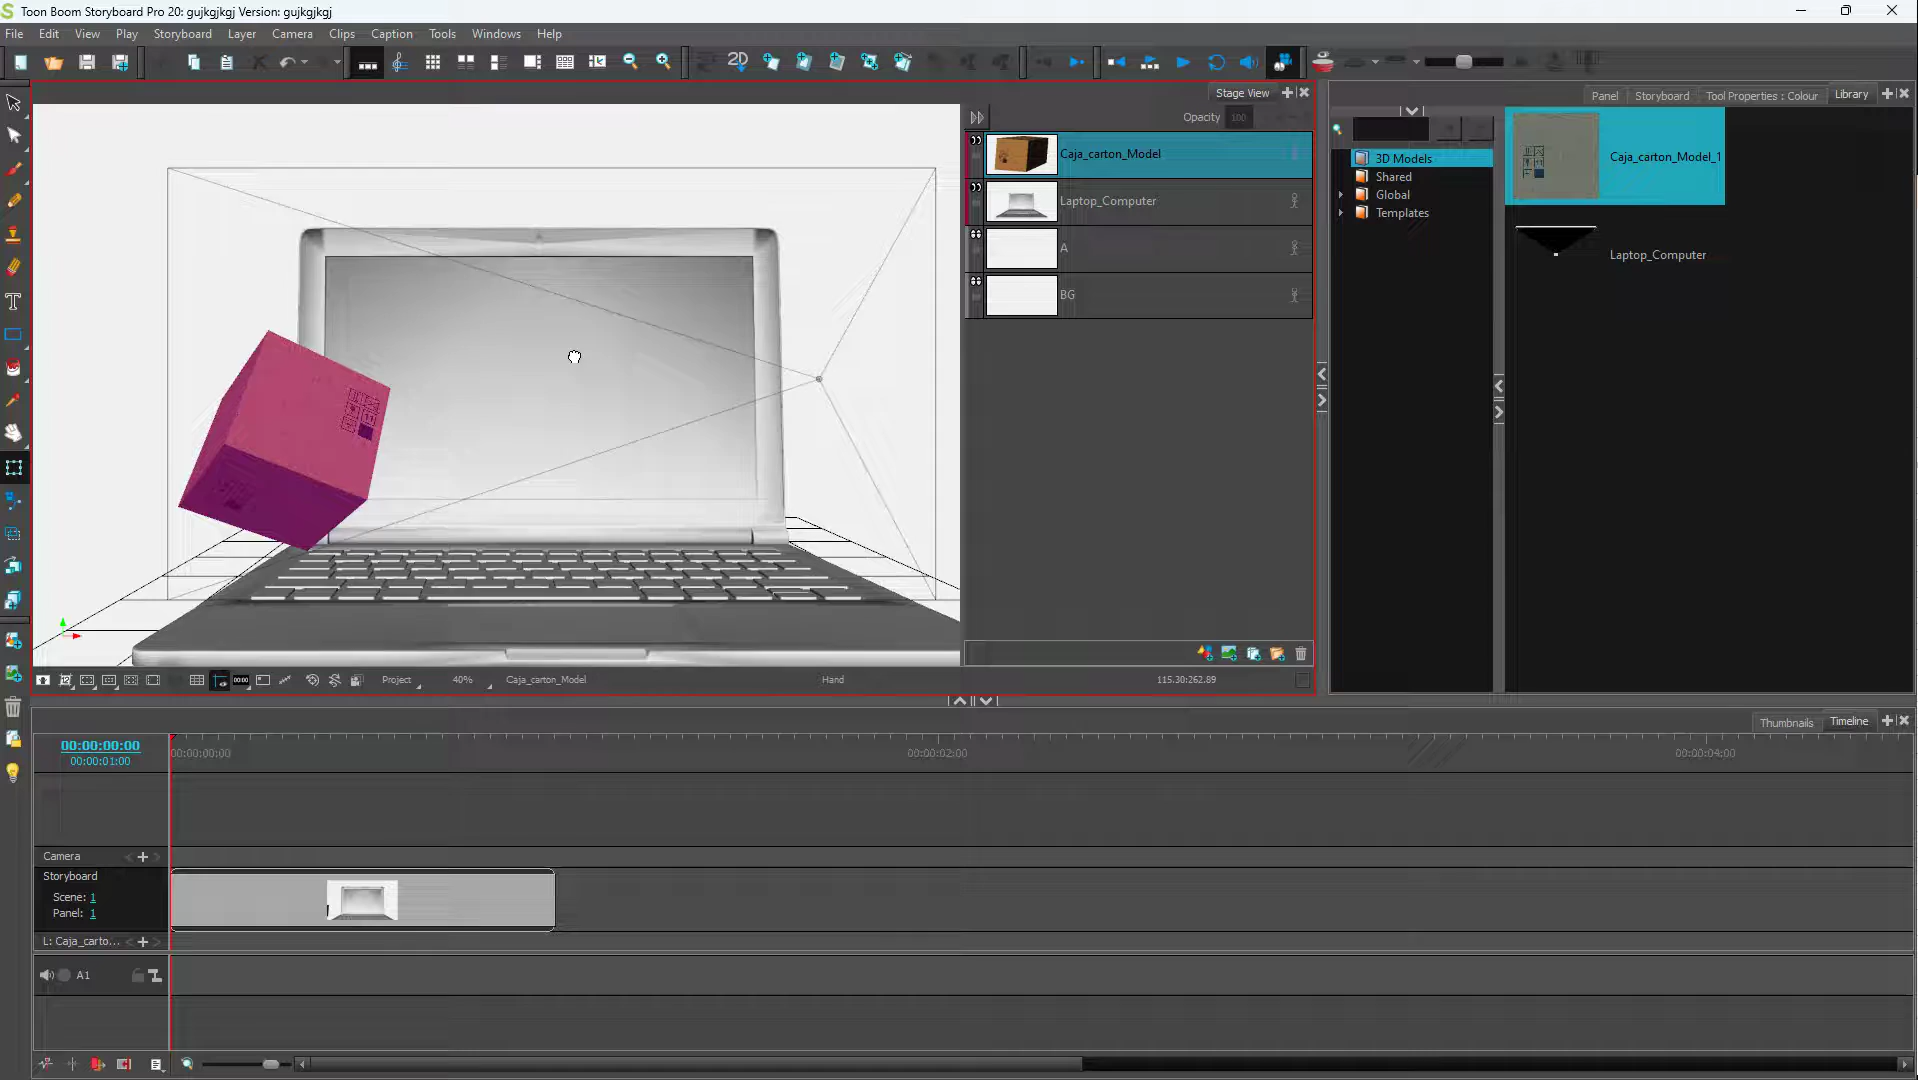 Toon Boom Storyboard Pro 20: gujkgjkgj Version: gujkgjkgj
File Edit View Play Storyboard Layer Camera Clips Caption Tools Windows Help
2D
Stage View
Opacity 100
Caja_carton_Model
Laptop_Computer
A
BG
Panel Storyboard Tool Properties : Colour Library
3D Models
Shared
Global
Templates
Caja_carton_Model_1
Laptop_Computer
Project 40% Caja_carton_Model Hand 115.30:262.89
Thumbnails Timeline
00:00:00:00
00:00:01:00
00:00:00:00 00:00:02:00 00:00:04:00
Camera
Storyboard
Scene: 1
Panel: 1
L: Caja_carto...
A1